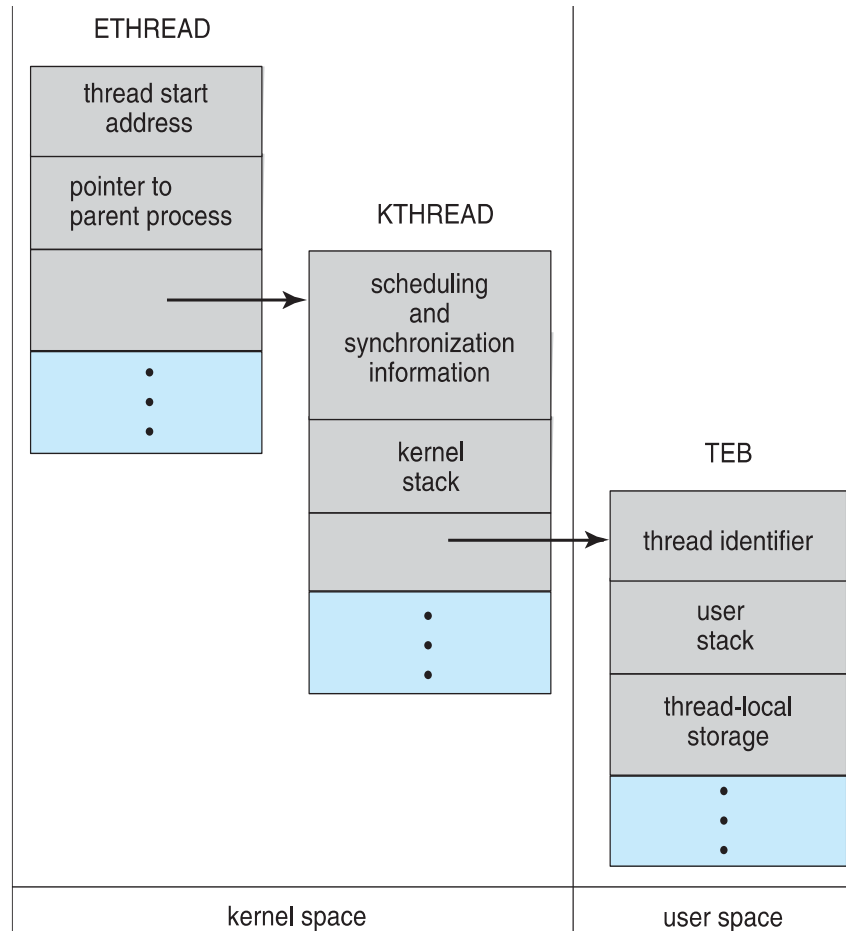 ETHREAD
thread start
address
pointer to
parent process
KTHREAD
scheduling
and
synchronization
information
kernel
stack
TEB
thread identifier
user
stack
thread-local
storage
kernel space
user space